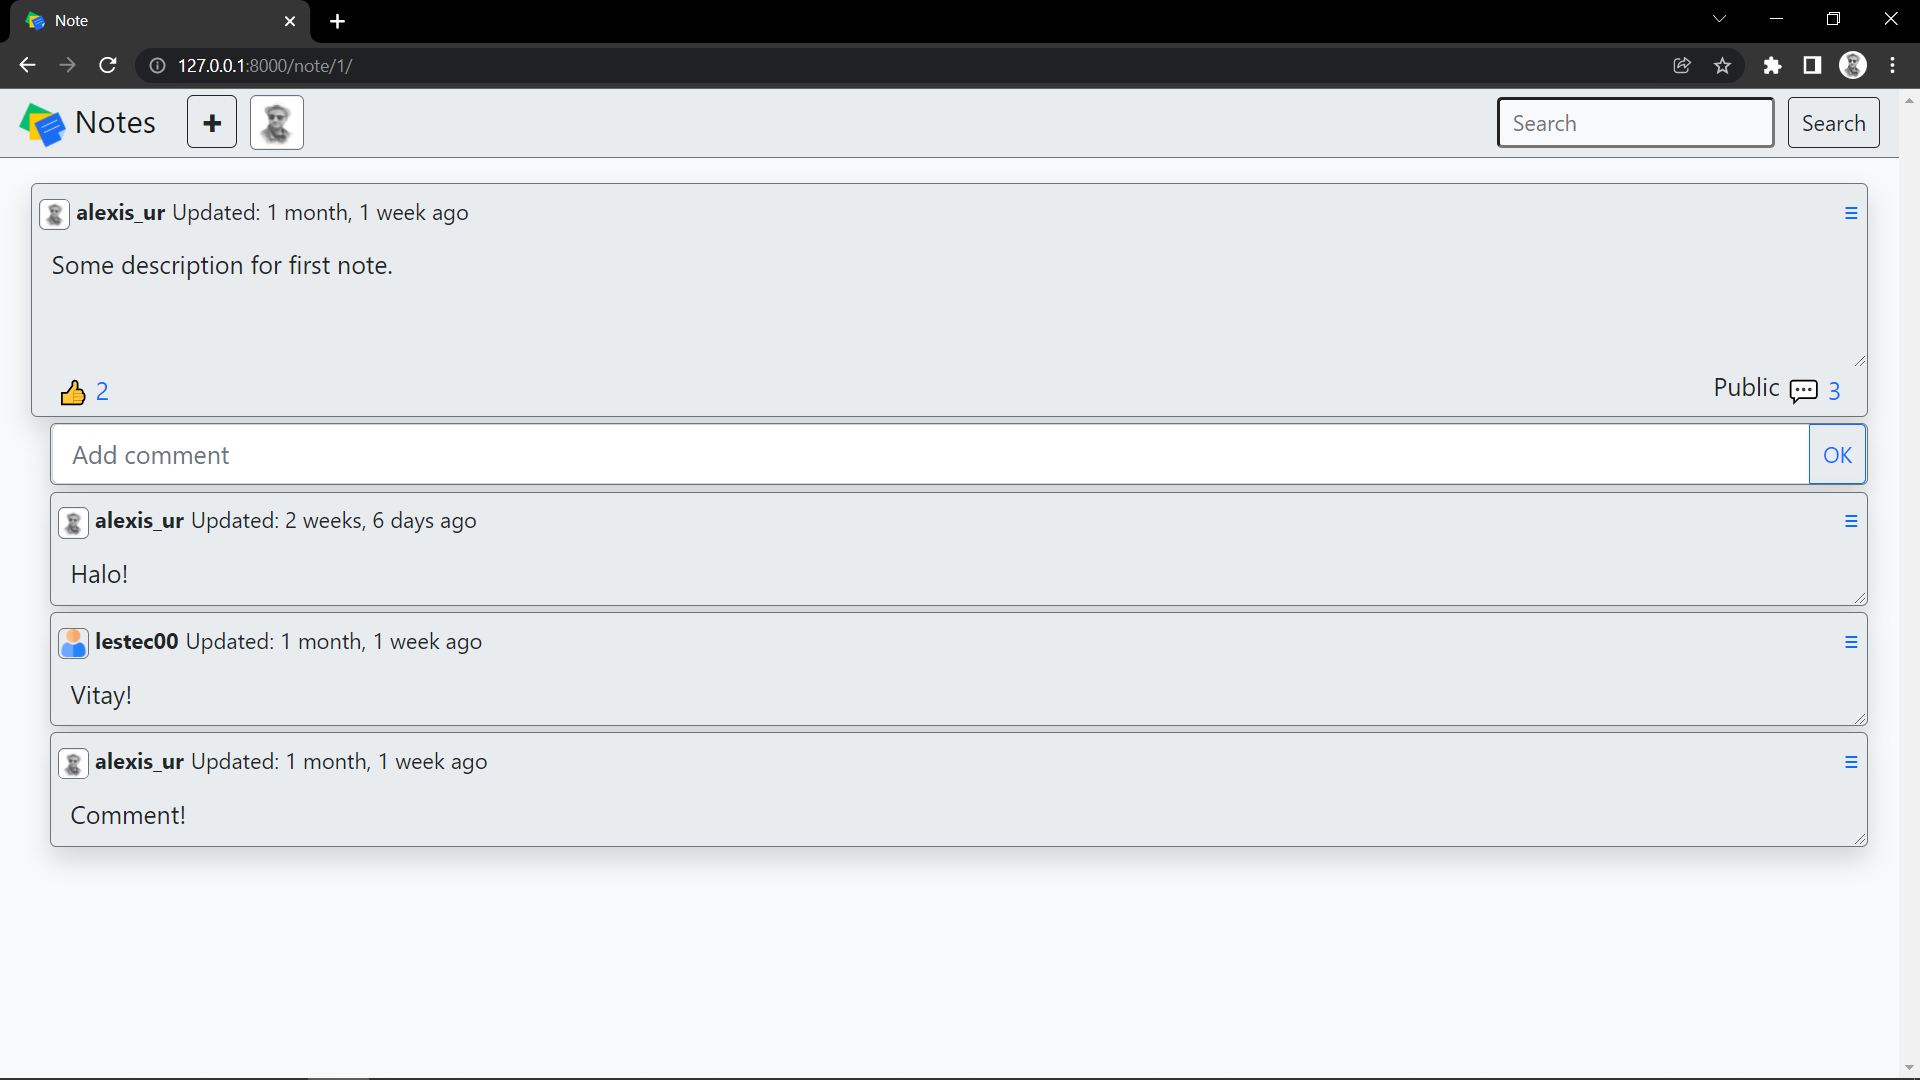 Note
127.0.0.1:8000/note/1/
Notes
Search
Search
alexis_ur Updated: 1 month, 1 week ago
Some description for first note.
2
Public 3
Add comment
OK
alexis_ur Updated: 2 weeks, 6 days ago
Halo!
lestec00 Updated: 1 month, 1 week ago
Vitay!
alexis_ur Updated: 1 month, 1 week ago
Comment!